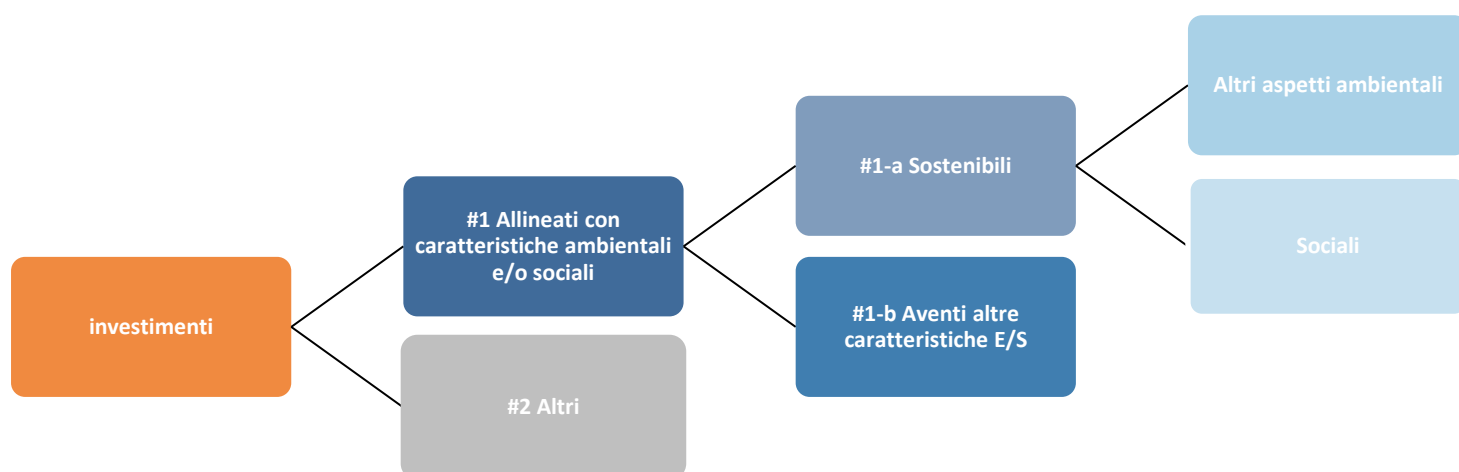 investimenti
#1 Allineati con
caratteristiche ambientali
e/o sociali
#2 Altri
#1-a Sostenibili
#1-b Aventi altre
caratteristiche E/S
Altri aspetti ambientali
Sociali